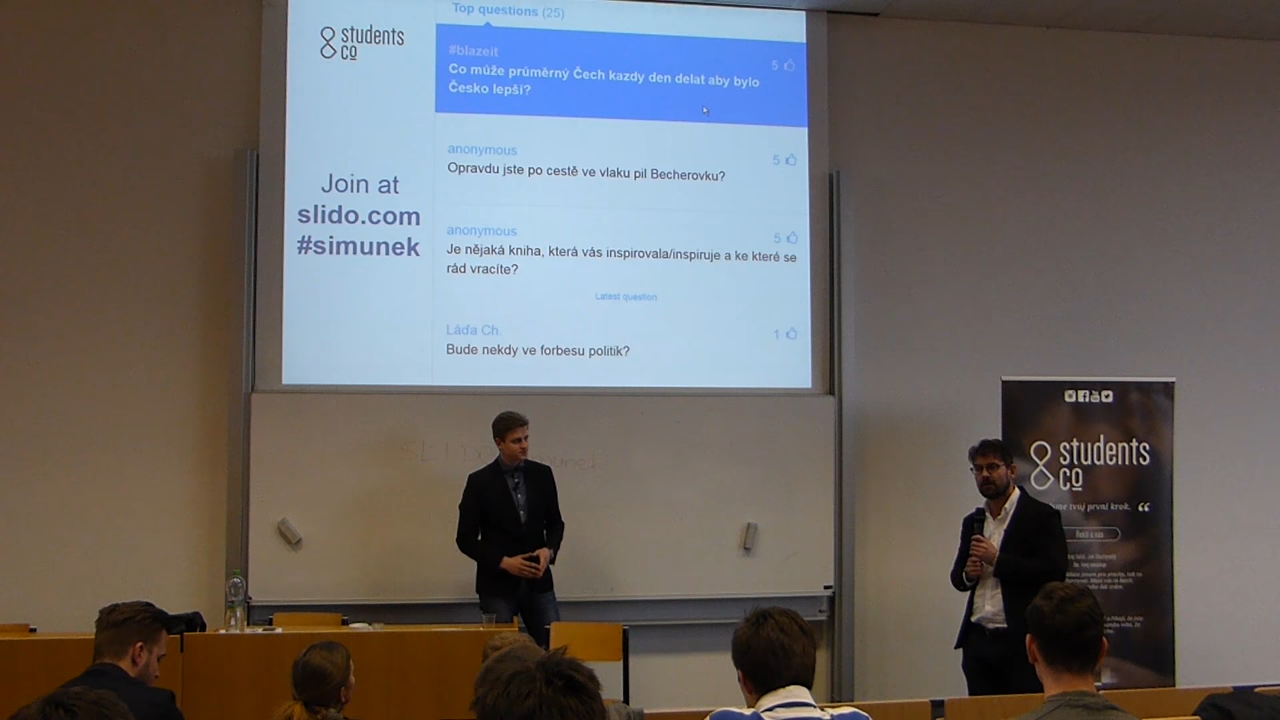 students
co
Join at
slido.com
#simunek
Top questions (25)
#blazeit
5
Co může průměrný Čech kazdy den delat aby bylo
Česko lepší?
anonymous
5
Opravdu jste po cestě ve vlaku pil Becherovku?
anonymous
5
Je nějaká kniha, která vás inspirovala/inspiruje a ke které se
rád vracíte?
Latest question
Láďa Ch.
1
Bude nekdy ve forbesu politik?
students
co
tvůj první krok.